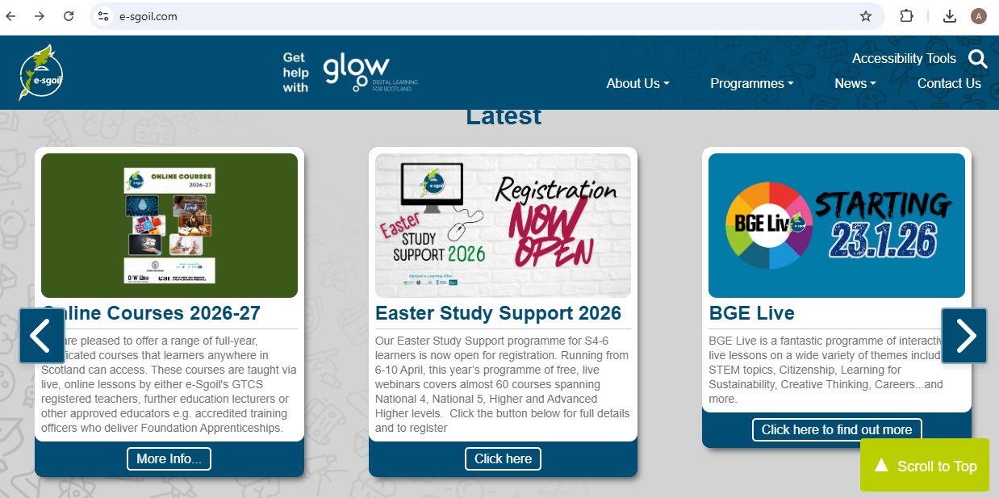 e-sgoil.com
A
e-sgoil
Get
help
with
glow
DIGITAL LEARNING
FOR SCOTLAND
Accessibility Tools
About Us
Programmes
News
Contact Us
Latest
ONLINE COURSES
2026-27
Online Courses 2026-27
are pleased to offer a range of full-year,
ificated courses that learners anywhere in
Scotland can access. These courses are taught via
live, online lessons by either e-Sgoil's GTCS
registered teachers, further education lecturers or
other approved educators e.g. accredited training
officers who deliver Foundation Apprenticeships.
More Info...
e-sgoil
Registration
NOW
OPEN
Easter
STUDY
SUPPORT 2026
National e-Learning Offer
Easter Study Support 2026
Our Easter Study Support programme for S4-6
learners is now open for registration. Running from
6-10 April, this year's programme of free, live
webinars covers almost 60 courses spanning
National 4, National 5, Higher and Advanced
Higher levels.  Click the button below for full details
and to register
Click here
BGE Live
STARTING
23.1.26
BGE Live
BGE Live is a fantastic programme of interactiv
live lessons on a wide variety of themes includ
STEM topics, Citizenship, Learning for
Sustainability, Creative Thinking, Careers...and
more.
Click here to find out more
Scroll to Top